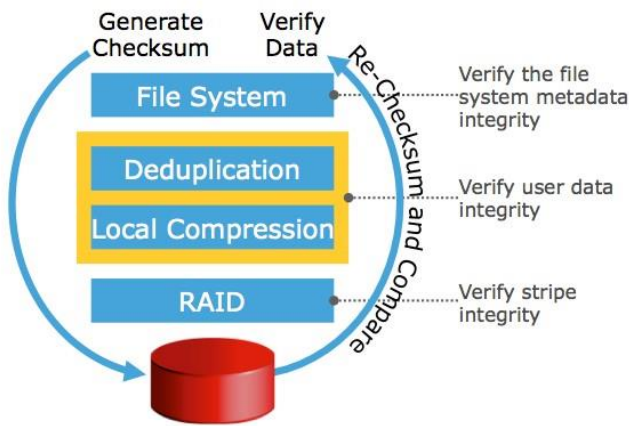 Generate
Checksum
Verify
Data
File System
Deduplication
Local Compression
RAID
Re-Checksum and Compare
Verify the file
system metadata
integrity
Verify user data
integrity
Verify stripe
integrity